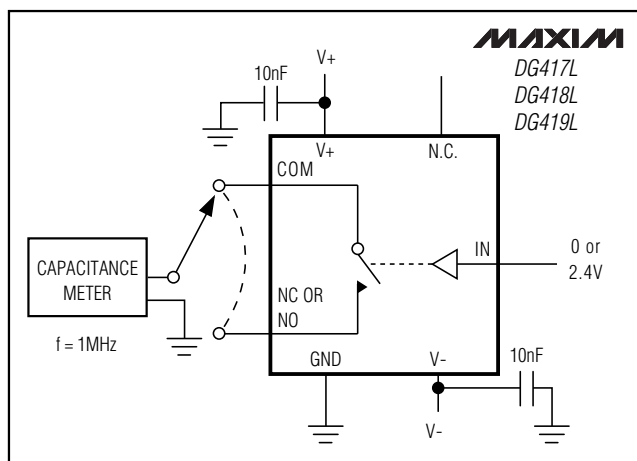 MAXIM
DG417L
DG418L
DG419L
V+
10nF
V+
N.C.
COM
CAPACITANCE
METER
f = 1MHz
IN
0 or
2.4V
NC OR
NO
GND
V-
10nF
V-